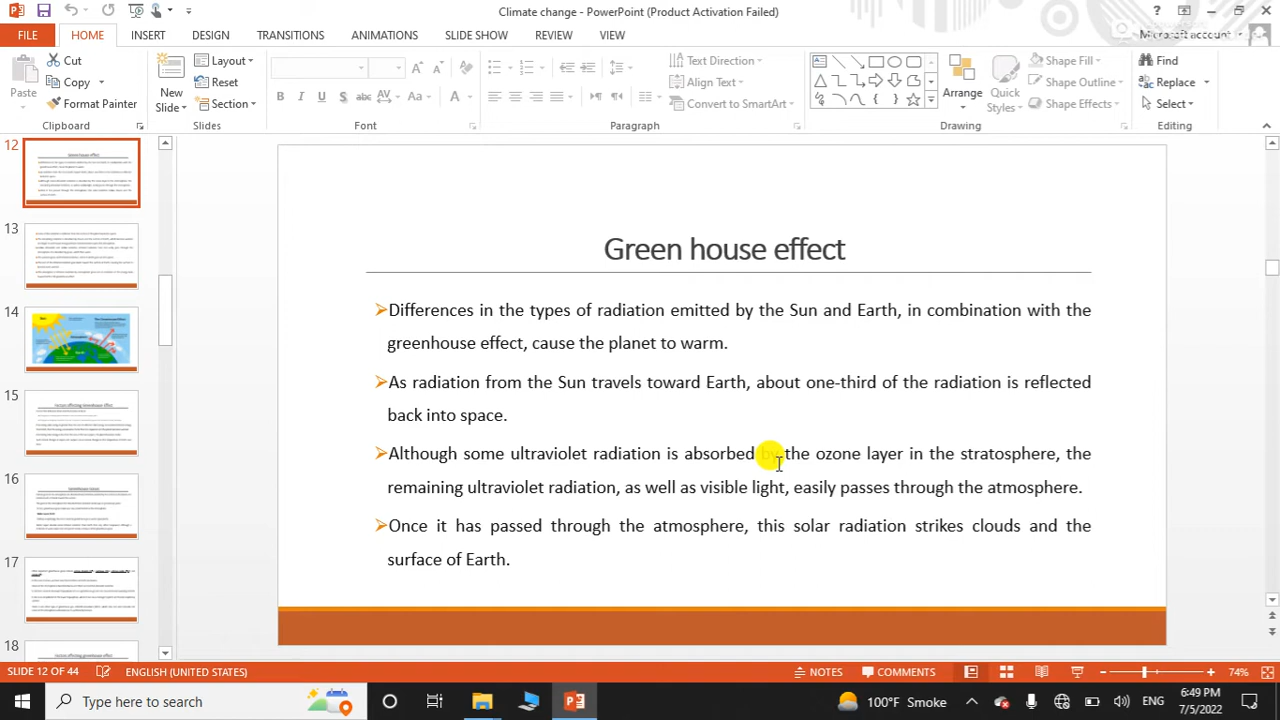 Climate change - PowerPoint (Product Activation Failed)
Microsoft account
FILE HOME INSERT DESIGN TRANSITIONS ANIMATIONS SLIDE SHOW REVIEW VIEW
Paste
Cut
Copy
Format Painter
Clipboard
New
Slide
Layout
Reset
Section
Slides
B I U S abc AV Aa A
Font
Text Direction
Align Text
Convert to SmartArt
Paragraph
Arrange
Quick
Styles
Shape Fill
Shape Outline
Shape Effects
Drawing
Find
Replace
Select
Editing
12
13
14
15
16
17
18
Green house effect
Differences in the types of radiation emitted by the Sun and Earth, in combination with the
greenhouse effect, cause the planet to warm.
As radiation from the Sun travels toward Earth, about one-third of the radiation is reflected
back into space.
Although some ultraviolet radiation is absorbed by the ozone layer in the stratosphere, the
remaining ultraviolet radiation, as well as visible light, easily passes through the atmosphere.
Once it has passed through the atmosphere, this solar radiation strikes clouds and the
surface of Earth.
SLIDE 12 OF 44 ENGLISH (UNITED STATES) NOTES COMMENTS 74%
Type here to search
100°F Smoke
ENG
6:49 PM
7/5/2022